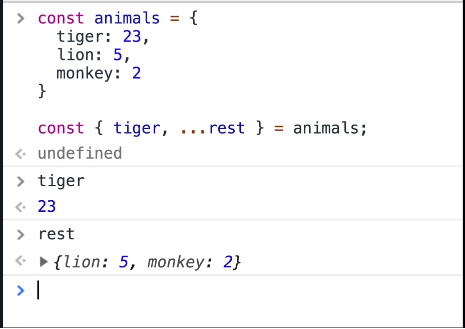 > const animals = {
tiger: 23,
lion: 5,
monkey: 2
}
const { tiger, ...rest } = animals;
undefined
> tiger
23
> rest
{lion: 5, monkey: 2}
>